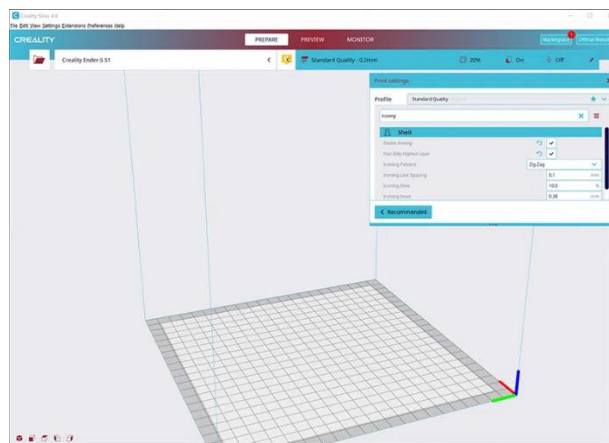 Creality Slicer 4.8
File Edit View Settings Extensions Preferences Help
CREALITY
PREPARE PREVIEW MONITOR
Marketplace
Creality Ender-5 S1
Standard Quality - 0.2mm 20% On Off
Print settings
Profile Standard Quality
ironing
Shell
Enable Ironing
Iron Only Highest Layer
Ironing Pattern Zig Zag
Ironing Line Spacing 0.1 mm
Ironing Flow 10.0 %
Ironing Inset 0.38 mm
Recommended